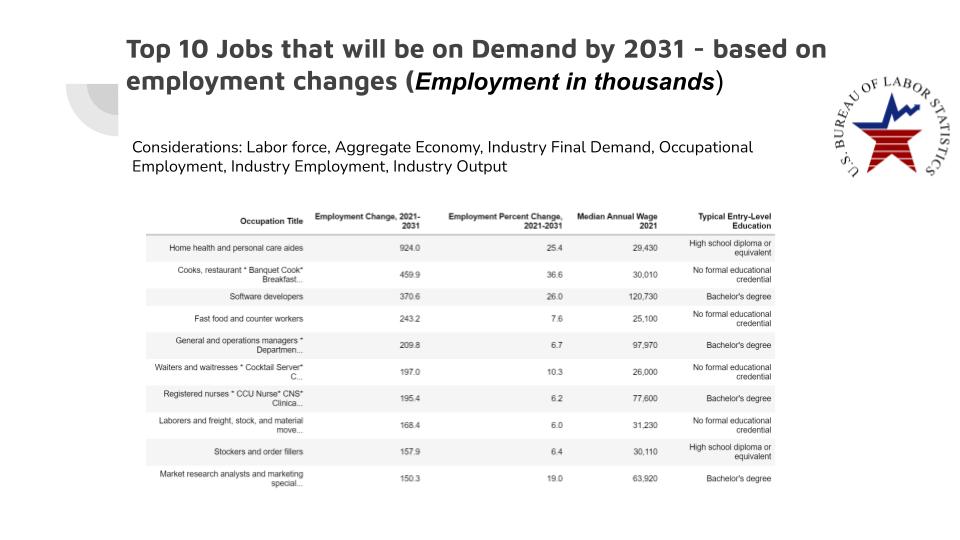 Top 10 Jobs that will be on Demand by 2031 - based on
employment changes (Employment in thousands)
U.S. BUREAU OF LABOR STATISTICS
Considerations: Labor force, Aggregate Economy, Industry Final Demand, Occupational
Employment, Industry Employment, Industry Output
Occupation Title Employment Change, 2021- Employment Percent Change, Median Annual Wage Typical Entry-Level
2031 2021-2031 2021 Education
Home health and personal care aides 924.0 25.4 29,430 High school diploma or
equivalent
Cooks, restaurant * Banquet Cook* 459.9 36.6 30,010 No formal educational
Breakfast... credential
Software developers 370.6 26.0 120,730 Bachelor's degree
Fast food and counter workers 243.2 7.6 25,100 No formal educational
credential
General and operations managers * 209.8 6.7 97,970 Bachelor's degree
Departmen...
Waiters and waitresses * Cocktail Server* 197.0 10.3 26,000 No formal educational
C... credential
Registered nurses * CCU Nurse* CNS* 195.4 6.2 77,600 Bachelor's degree
Clinica...
Laborers and freight, stock, and material 168.4 6.0 31,230 No formal educational
move... credential
Stockers and order fillers 157.9 6.4 30,110 High school diploma or
equivalent
Market research analysts and marketing 150.3 19.0 63,920 Bachelor's degree
special...